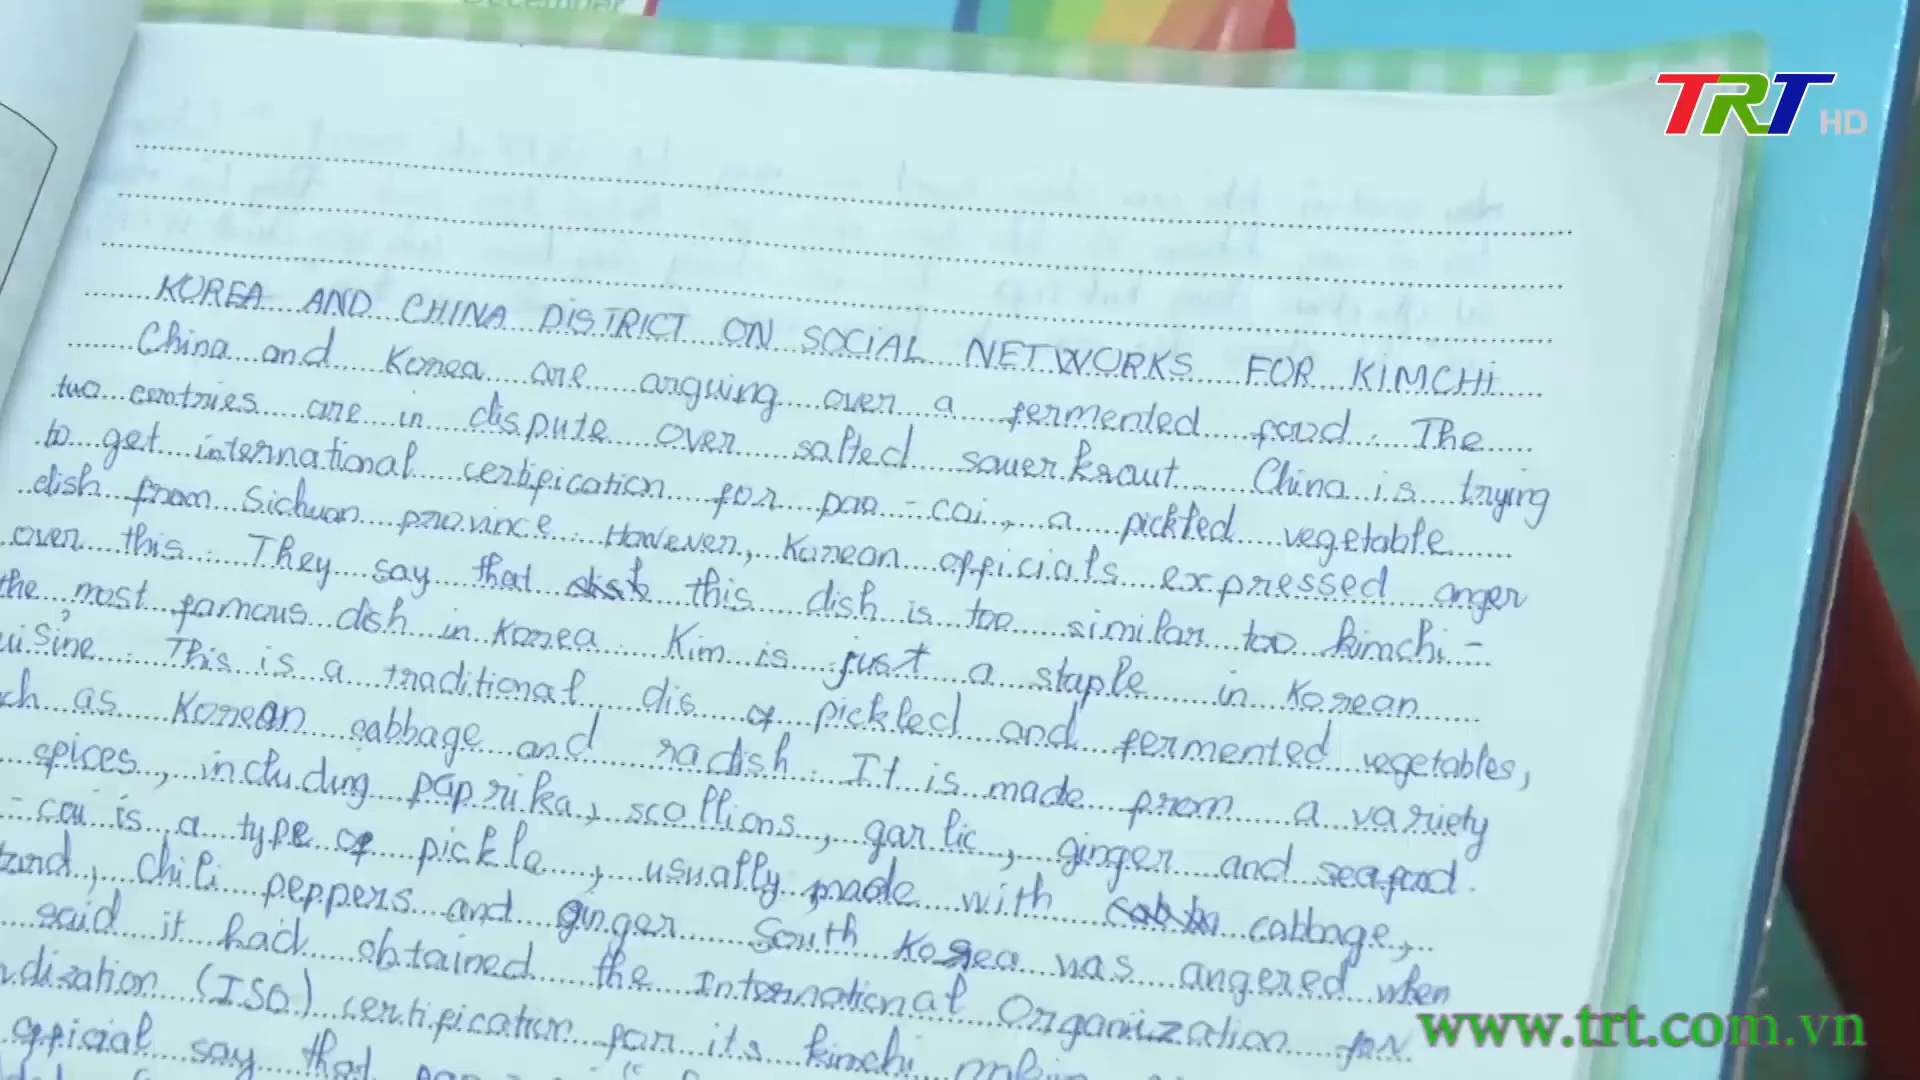 December
TRT HD
KOREA AND CHINA DISTRICT ON SOCIAL NETWORKS FOR KIMCHI
China and Korea are arguing over a fermented food. The
two centries are in dispute over salted sauerkraut. China is trying
to get international certification for pao-cai, a pickled vegetable
dish from Sichuan province. However, Korean officials expressed anger
over this. They say that this dish is too similar too kimchi -
the most famous dish in Korea. Kim is just a staple in Korean
uisine. This is a traditional dis of pickled and fermented vegetables,
ch as Korean cabbage and radish. It is made from a variety
spices, including paprika, scallions, garlic, ginger and seafood.
-cai is a type of pickle, usually made with cabbage,
tand, chili peppers and ginger. South Korea was angered when
said it had obtained the International Organization for
dization (ISO) certification for its kimchi
official say that
www.trt.com.vn